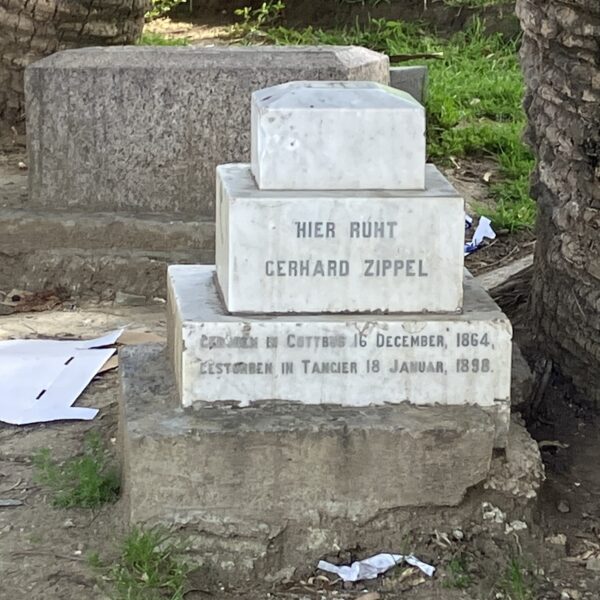 HIER RUHT
GERHARD ZIPPEL
GEBOREN IN COTTBUS 16 DECEMBER, 1864,
GESTORBEN IN TANGIER 18 JANUAR, 1898.